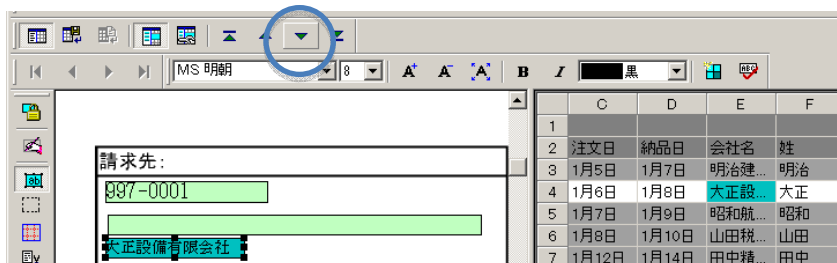 MS 明朝 8 A+ A- [A] B I 黒 ABC
C D E F
1
2 注文日 納品日 会社名 姓
請求先:
3 1月5日 1月7日 明治建... 明治
997-0001
4 1月6日 1月8日 大正設... 大正
5 1月7日 1月9日 昭和航... 昭和
大正設備有限会社
6 1月8日 1月10日 山田税... 山田
7 1月12日 1月14日 田中精... 田中